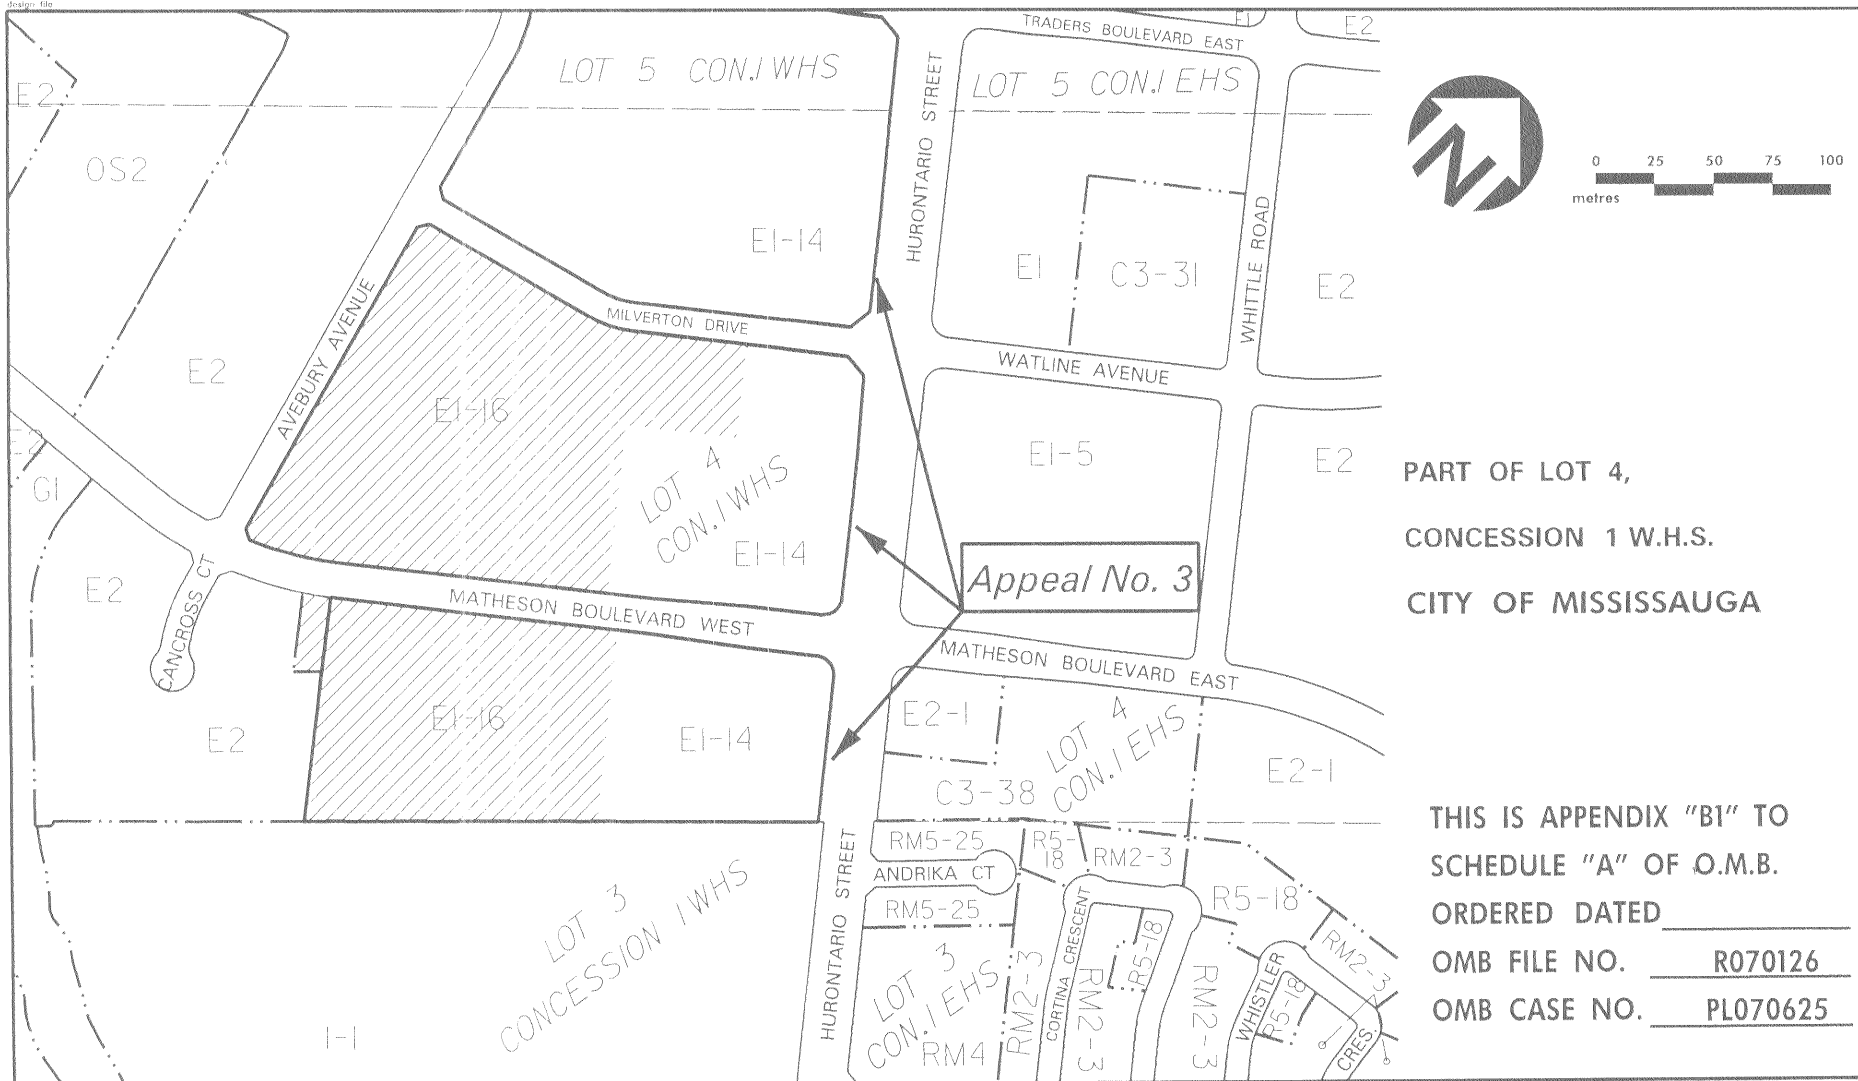 design file
TRADERS BOULEVARD EAST
E1
E2
LOT 5 CON.1 WHS
HURONTARIO STREET
LOT 5 CON.1 EHS
E2
OS2
0 25 50 75 100
metres
N
E1-14
E1
C3-31
WHITTLE ROAD
E2
AVEBURY AVENUE
MILVERTON DRIVE
WATLINE AVENUE
E2
E1-16
E1-5
E2
E2
G1
LOT 4
CON.1 WHS
E1-14
PART OF LOT 4,
CONCESSION 1 W.H.S.
CITY OF MISSISSAUGA
Appeal No. 3
E2
CANCROSS CT
MATHESON BOULEVARD WEST
MATHESON BOULEVARD EAST
E2
E1-16
E1-14
E2-1
LOT 4
CON.1 EHS
E2-1
C3-38
THIS IS APPENDIX "B1" TO
SCHEDULE "A" OF O.M.B.
ORDERED DATED
OMB FILE NO. R070126
OMB CASE NO. PL070625
HURONTARIO STREET
RM5-25
R5-
18
RM2-3
ANDRIKA CT
RM5-25
R5-18
LOT 3
CONCESSION 1 WHS
LOT 3
CON.1 EHS
RM2-3
CORTINA CRESCENT
R5-18
RM2-3
RM2-3
WHISTLER
CRES.
R5-18
RM2-3
I-1
RM4